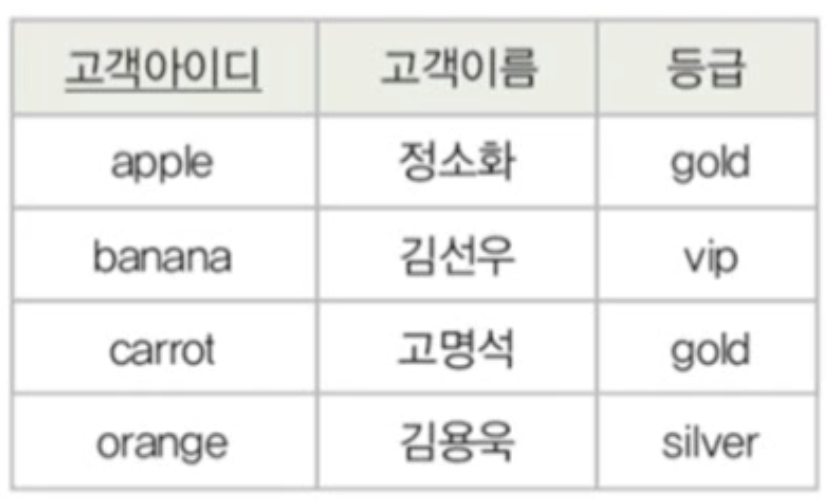 고객아이디 고객이름 등급
apple 정소화 gold
banana 김선우 vip
carrot 고명석 gold
orange 김용욱 silver